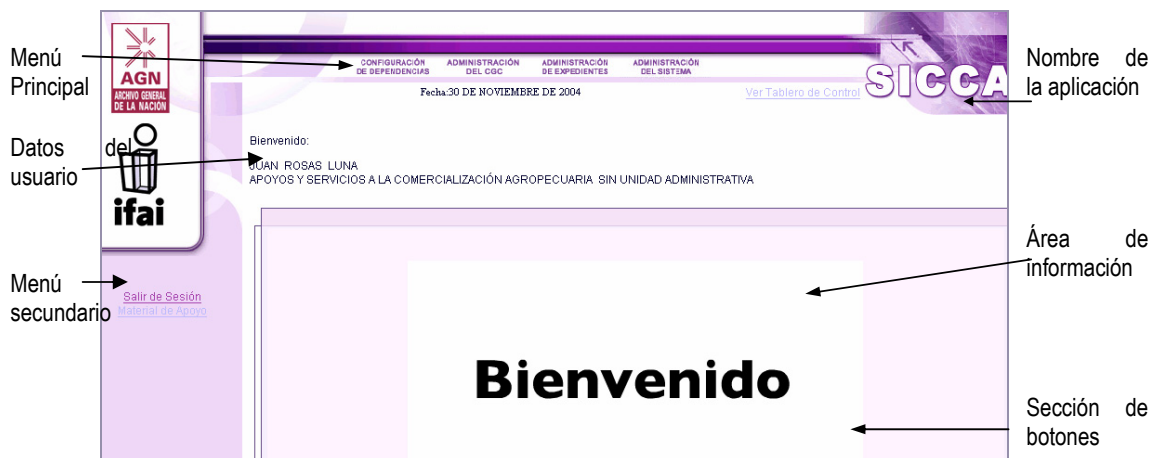 Menú
Principal
Datos del
usuario
Menú
secundario
AGN
ARCHIVO GENERAL
DE LA NACIÓN
ifai
CONFIGURACIÓN
DE DEPENDENCIAS
ADMINISTRACIÓN
DEL CGC
ADMINISTRACIÓN
DE EXPEDIENTES
ADMINISTRACIÓN
DEL SISTEMA
Fecha:30 DE NOVIEMBRE DE 2004
Ver Tablero de Control
SICCA
Bienvenido:
JUAN ROSAS LUNA
APOYOS Y SERVICIOS A LA COMERCIALIZACIÓN AGROPECUARIA SIN UNIDAD ADMINISTRATIVA
Salir de Sesión
Material de Apoyo
Bienvenido
Nombre de
la aplicación
Área de
información
Sección de
botones